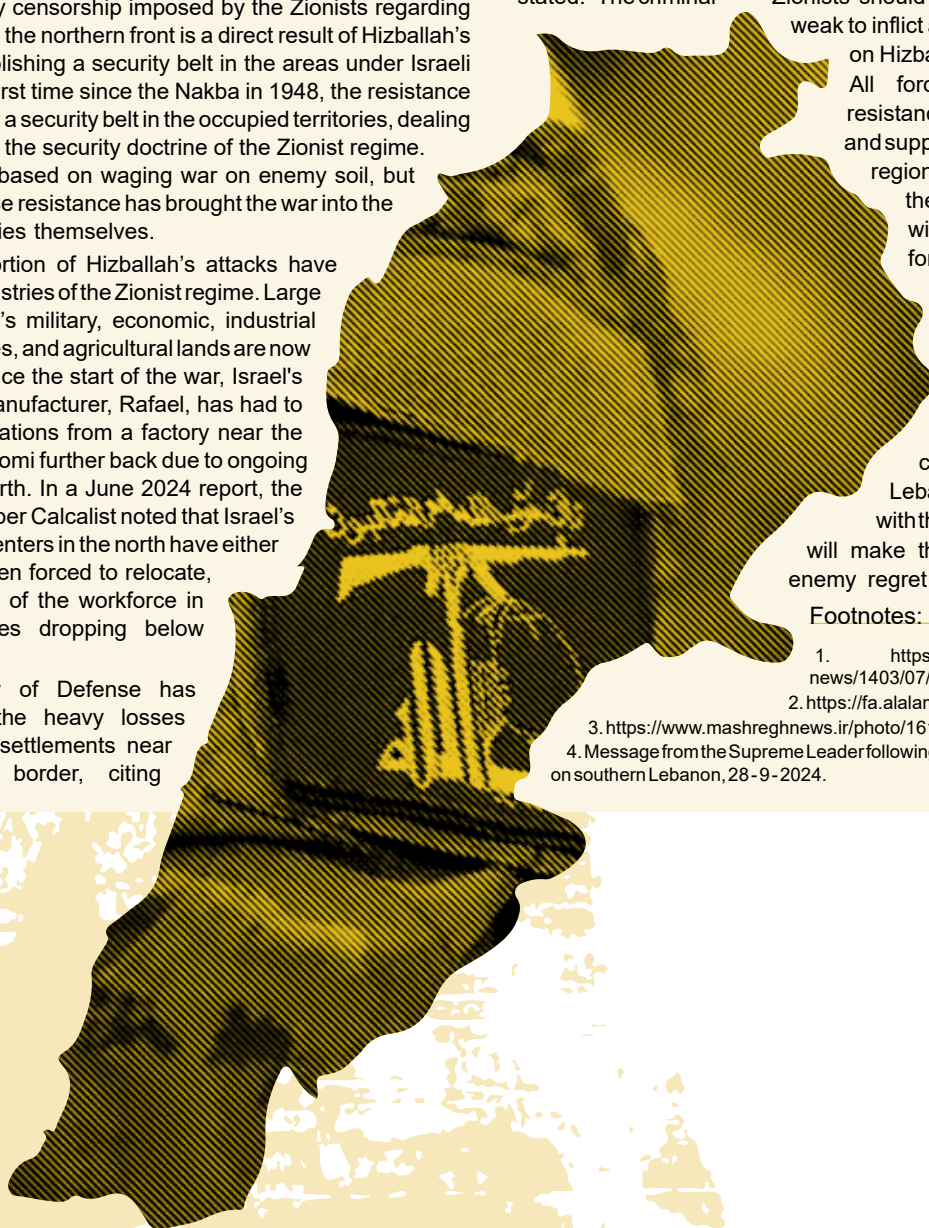 y censorship imposed by the Zionists regarding
the northern front is a direct result of Hizballah’s
blishing a security belt in the areas under Israeli
rst time since the Nakba in 1948, the resistance
a security belt in the occupied territories, dealing
the security doctrine of the Zionist regime.
based on waging war on enemy soil, but
e resistance has brought the war into the
ies themselves.
ortion of Hizballah’s attacks have
stries of the Zionist regime. Large
’s military, economic, industrial
s, and agricultural lands are now
ce the start of the war, Israel's
anufacturer, Rafael, has had to
ations from a factory near the
omi further back due to ongoing
rth. In a June 2024 report, the
per Calcalist noted that Israel’s
enters in the north have either
en forced to relocate,
of the workforce in
es dropping below
of Defense has
the heavy losses
settlements near
border, citing
stated: The criminal
Zionists should
weak to inflict a
on Hizba
All forc
resistanc
and supp
region
the
wi
for
c
Leba
with th
will make th
enemy regret
Footnotes:
1. https
news/1403/07/
2. https://fa.alalan
3. https://www.mashreghnews.ir/photo/16
4. Message from the Supreme Leader following
on southern Lebanon, 28-9-2024.